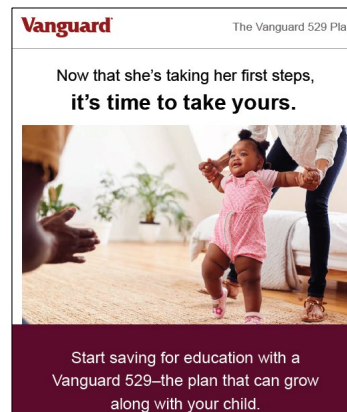 Vanguard
The Vanguard 529 Pla
Now that she's taking her first steps,
it's time to take yours.
Start saving for education with a
Vanguard 529–the plan that can grow
along with your child.